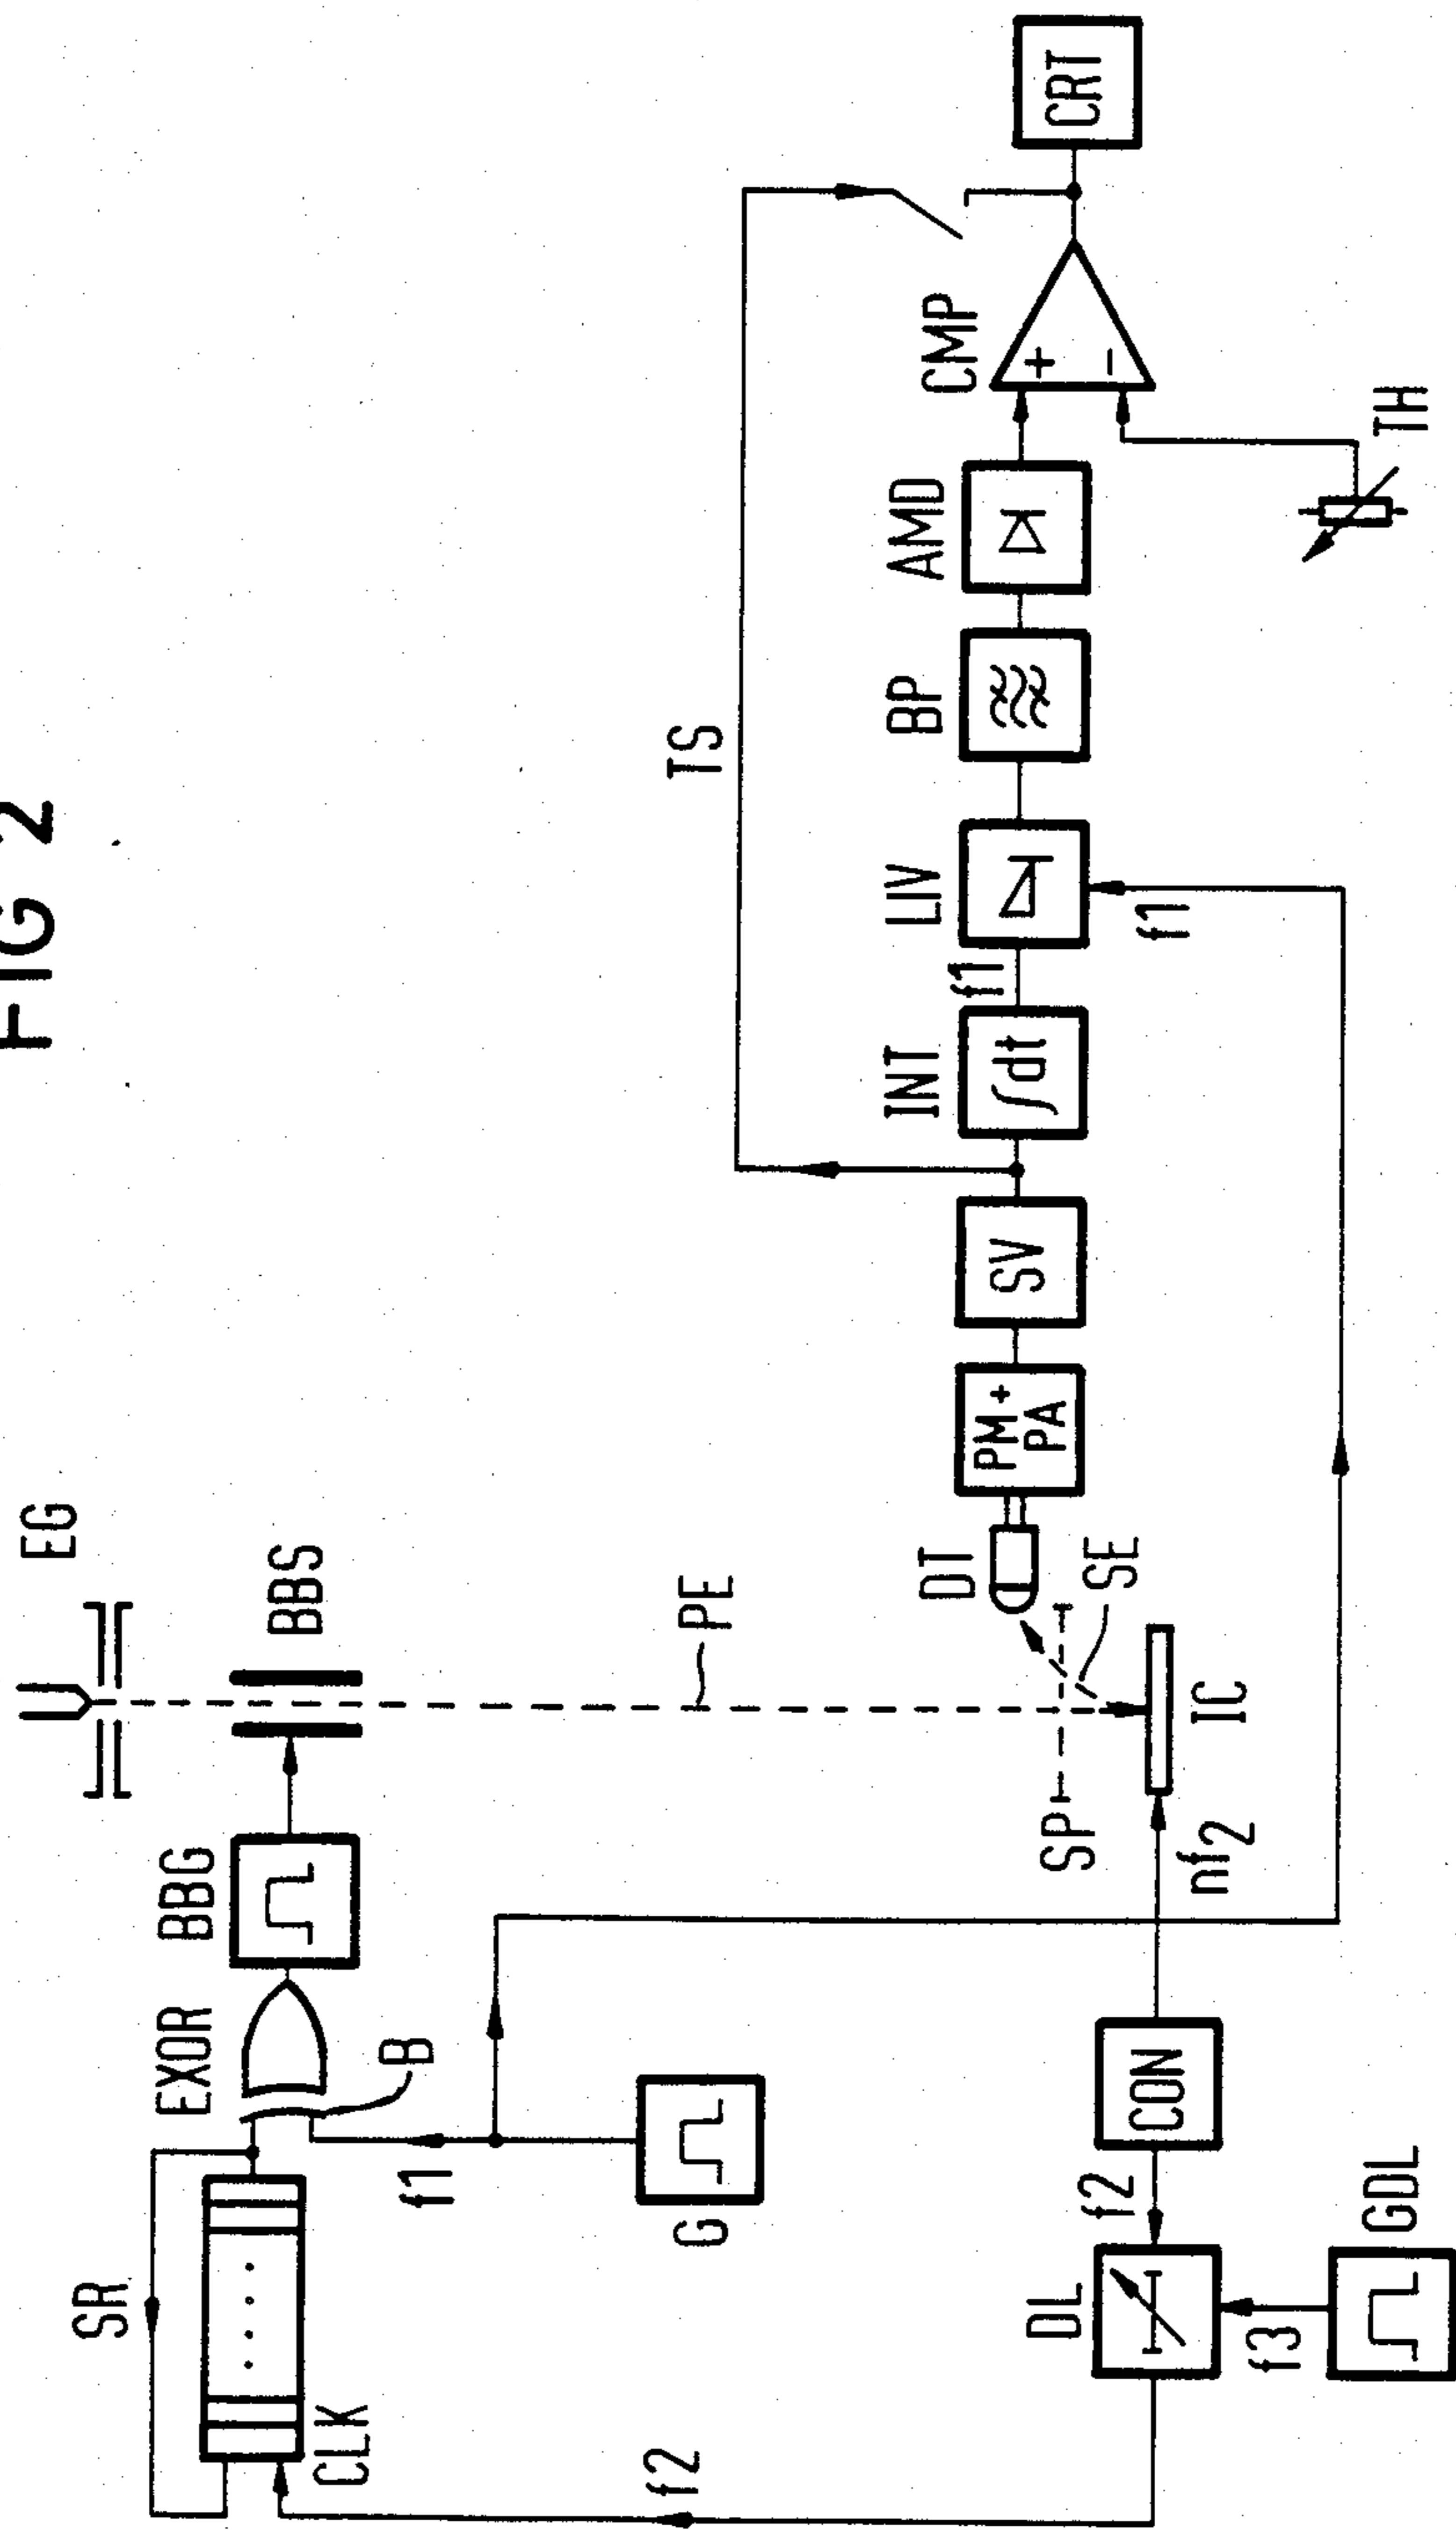 FIG 2
EG
BBS
BBG
EXOR
B
SR
CLK
f1
G
PE
f2
DL
f2
CON
f3
GDL
nf2
IC
SP
SE
DT
PM+
PA
SV
TS
INT
∫dt
f1
LIV
f1
BP
AMD
CMP
+
−
TH
CRT